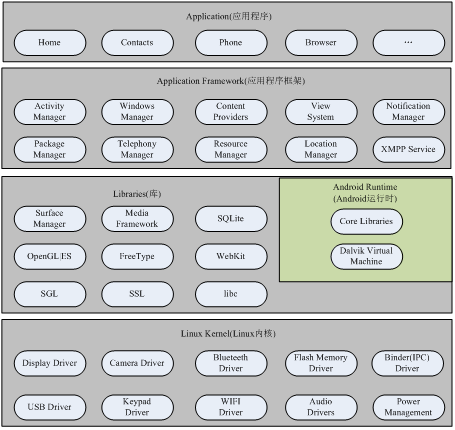 Application(应用程序)
Home
Contacts
Phone
Browser
…
Application Framework(应用程序框架)
Activity
Manager
Windows
Manager
Content
Providers
View
System
Notification
Manager
Package
Manager
Telephony
Manager
Resource
Manager
Location
Manager
XMPP Service
Libraries(库)
Surface
Manager
Media
Framework
SQLite
OpenGL|ES
FreeType
WebKit
SGL
SSL
libc
Android Runtime
(Android运行时)
Core Libraries
Dalvik Virtual
Machine
Linux Kernel(Linux内核)
Display Driver
Camera Driver
Blueteeth
Driver
Flash Memory
Driver
Binder(IPC)
Driver
USB Driver
Keypad
Driver
WIFI
Driver
Audio
Drivers
Power
Management